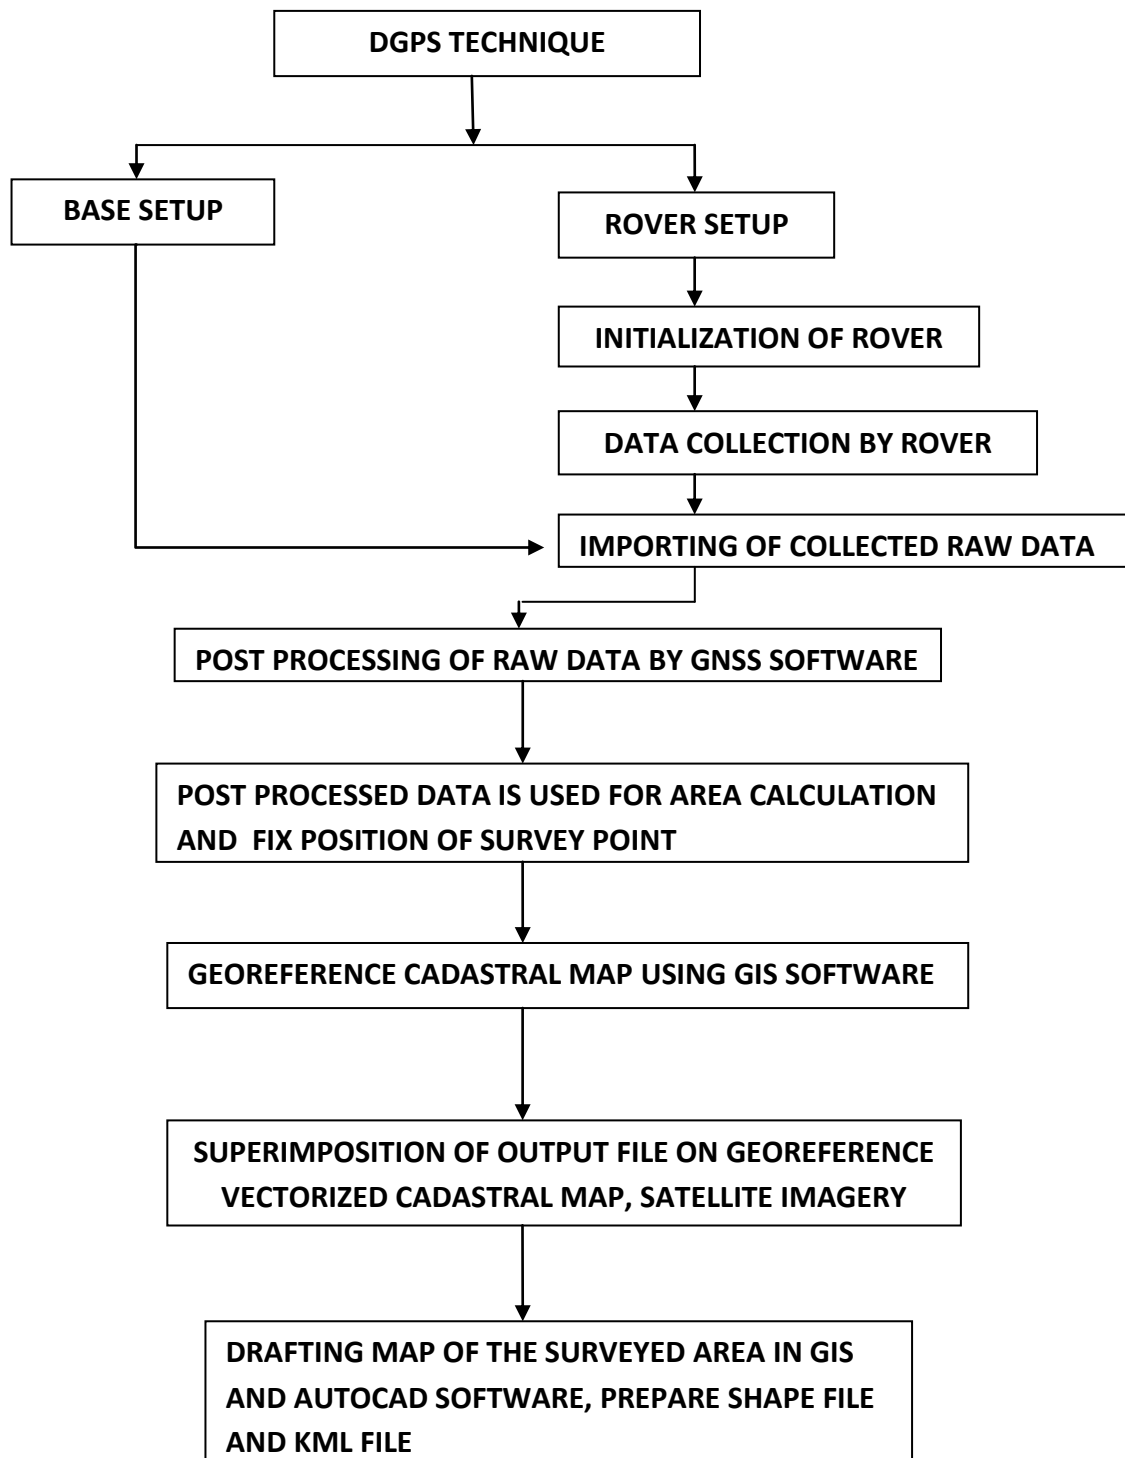 DGPS TECHNIQUE
BASE SETUP
ROVER SETUP
INITIALIZATION OF ROVER
DATA COLLECTION BY ROVER
IMPORTING OF COLLECTED RAW DATA
POST PROCESSING OF RAW DATA BY GNSS SOFTWARE
POST PROCESSED DATA IS USED FOR AREA CALCULATION
AND FIX POSITION OF SURVEY POINT
GEOREFERENCE CADASTRAL MAP USING GIS SOFTWARE
SUPERIMPOSITION OF OUTPUT FILE ON GEOREFERENCE
VECTORIZED CADASTRAL MAP, SATELLITE IMAGERY
DRAFTING MAP OF THE SURVEYED AREA IN GIS
AND AUTOCAD SOFTWARE, PREPARE SHAPE FILE
AND KML FILE